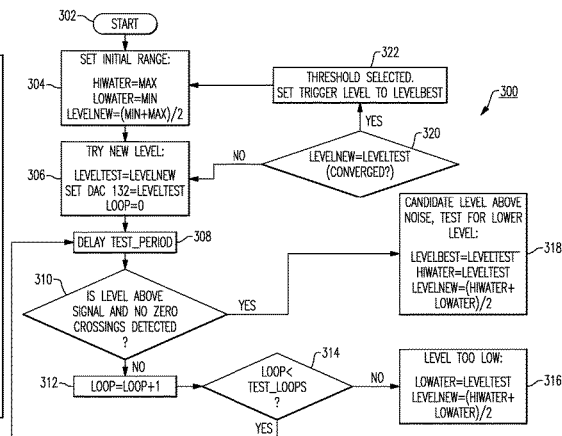 302
START
304
SET INITIAL RANGE:
HIWATER=MAX
LOWATER=MIN
LEVELNEW=(MIN+MAX)/2
322
THRESHOLD SELECTED.
SET TRIGGER LEVEL TO LEVELBEST
300
YES
320
LEVELNEW=LEVELTEST
(CONVERGED?)
NO
306
TRY NEW LEVEL:
LEVELTEST=LEVELNEW
SET DAC 132=LEVELTEST
LOOP=0
DELAY TEST_PERIOD
308
310
IS LEVEL ABOVE
SIGNAL AND NO ZERO
CROSSINGS DETECTED
?
YES
CANDIDATE LEVEL ABOVE
NOISE, TEST FOR LOWER
LEVEL:
LEVELBEST=LEVELTEST
HIWATER=LEVELTEST
LEVELNEW=(HIWATER+
LOWATER)/2
318
NO
312
LOOP=LOOP+1
314
LOOP<
TEST_LOOPS
?
NO
YES
LEVEL TOO LOW:
LOWATER=LEVELTEST
LEVELNEW=(HIWATER+
LOWATER)/2
316